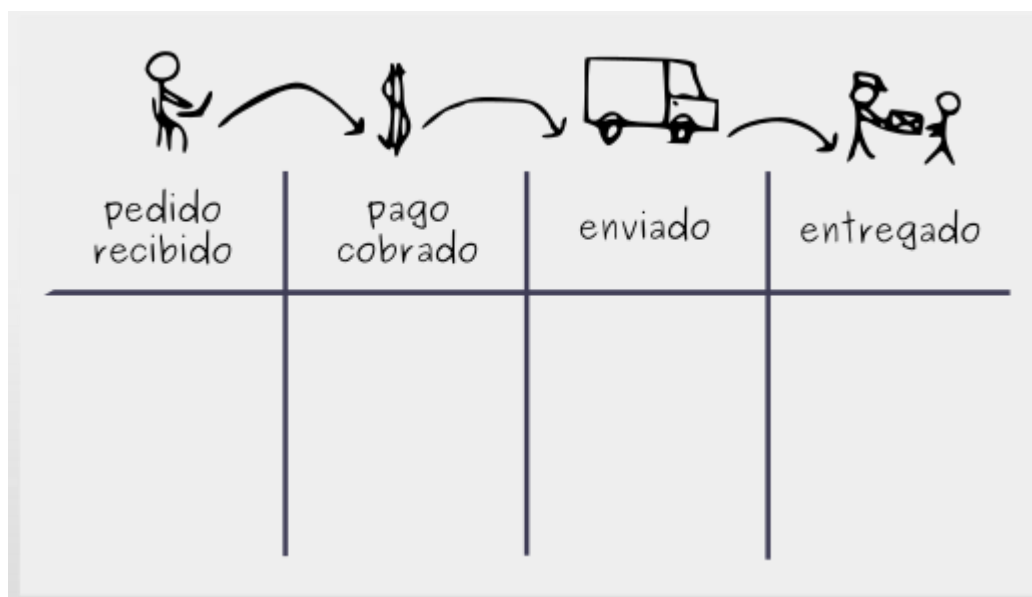 pedido
recibido
pago
cobrado
enviado
entregado